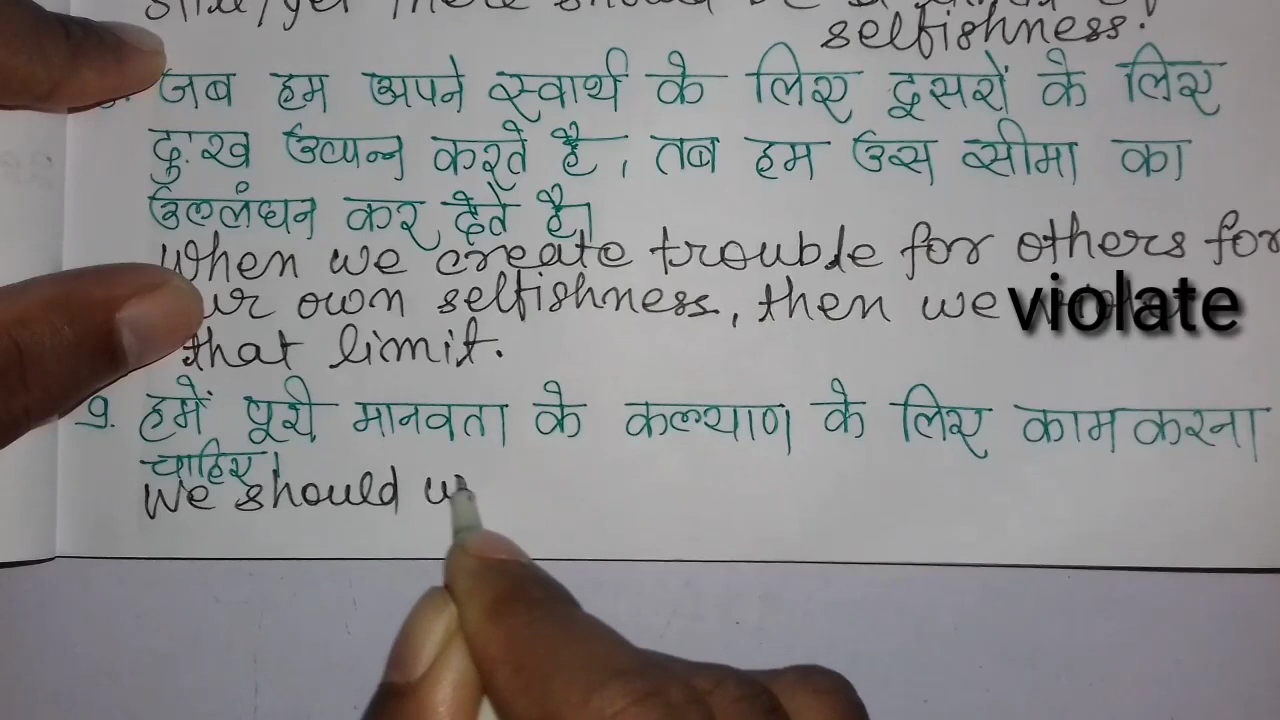 selfishness.
जब हम अपने स्वार्थ के लिए दूसरों के लिए
दुःख उत्पन्न करते है, तब हम उस सीमा का
उल्लंघन कर देते है।
When we create trouble for others for
our own selfishness, then we violate
that limit.
9. हमें पूरी मानवता के कल्याण के लिए काम करना
चाहिए।
We should w